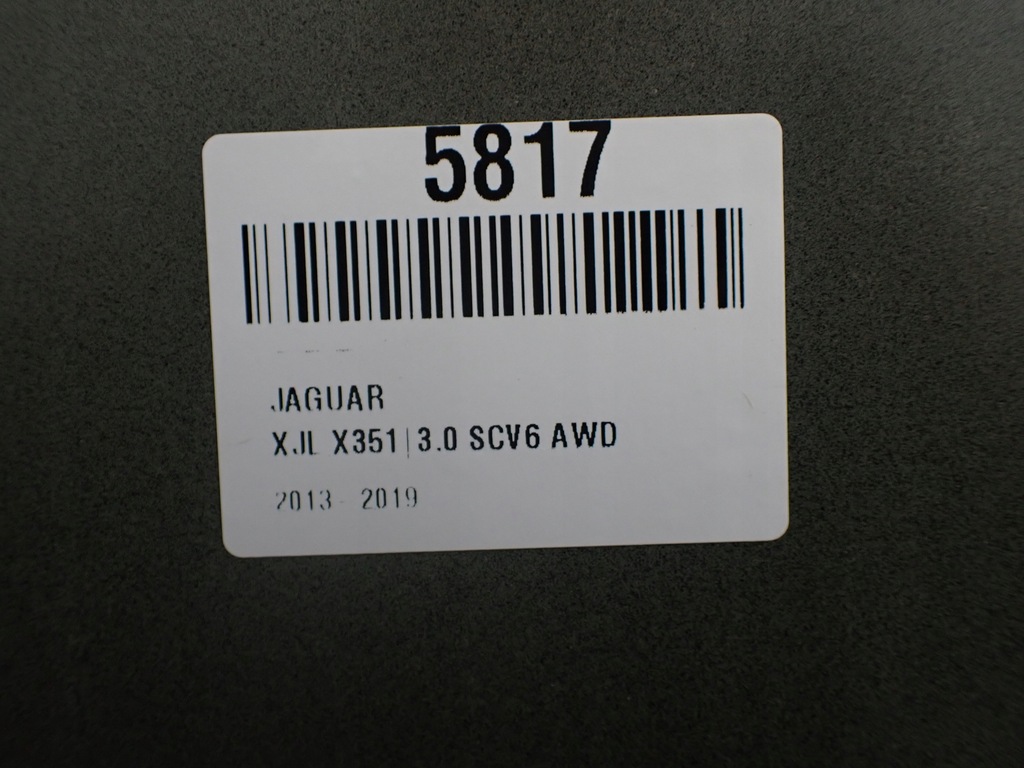 5817
JAGUAR
XJL X351|3.0 SCV6 AWD
2013 - 2019